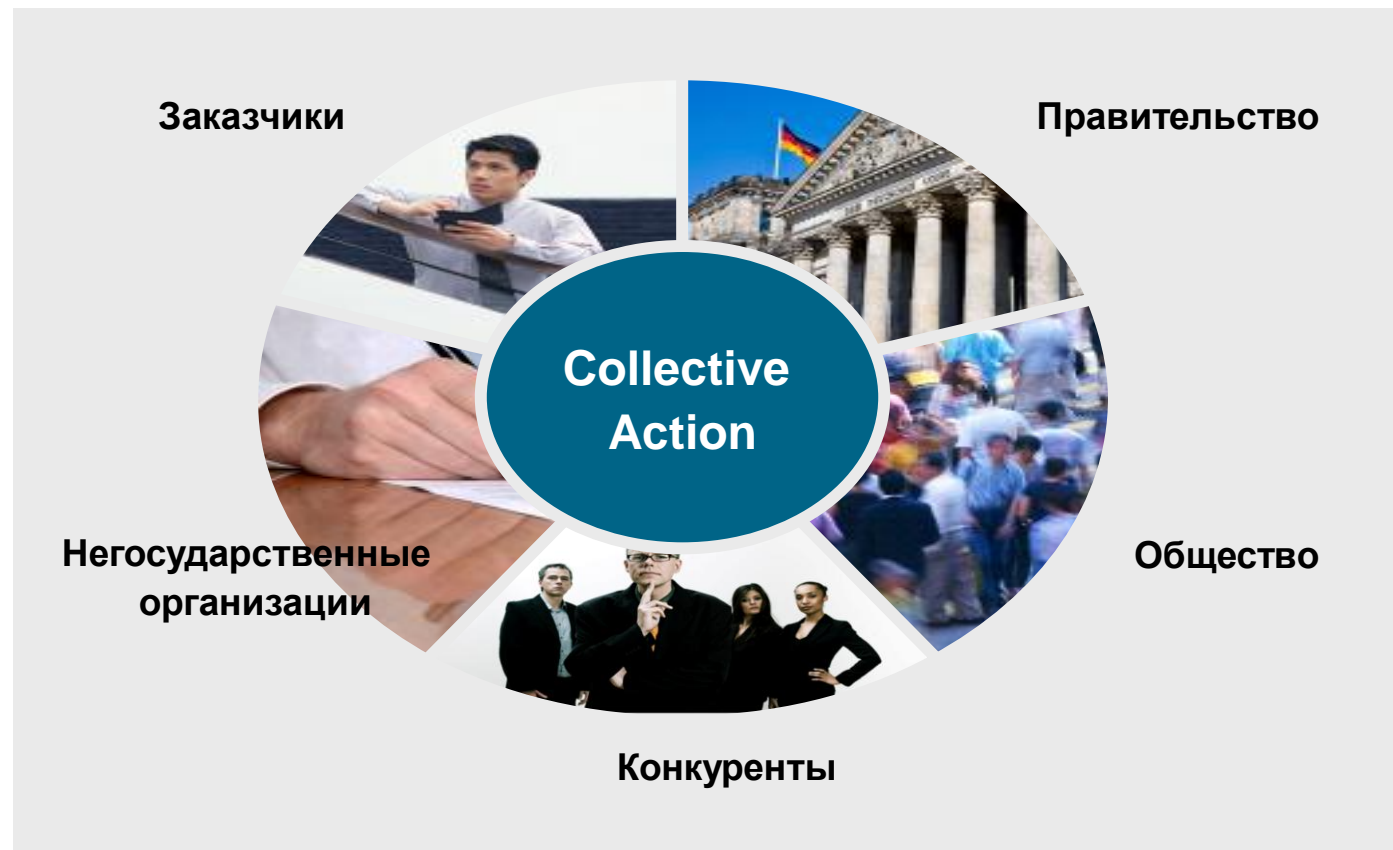 Заказчики
Правительство
Collective
Action
Негосударственные
организации
Общество
Конкуренты